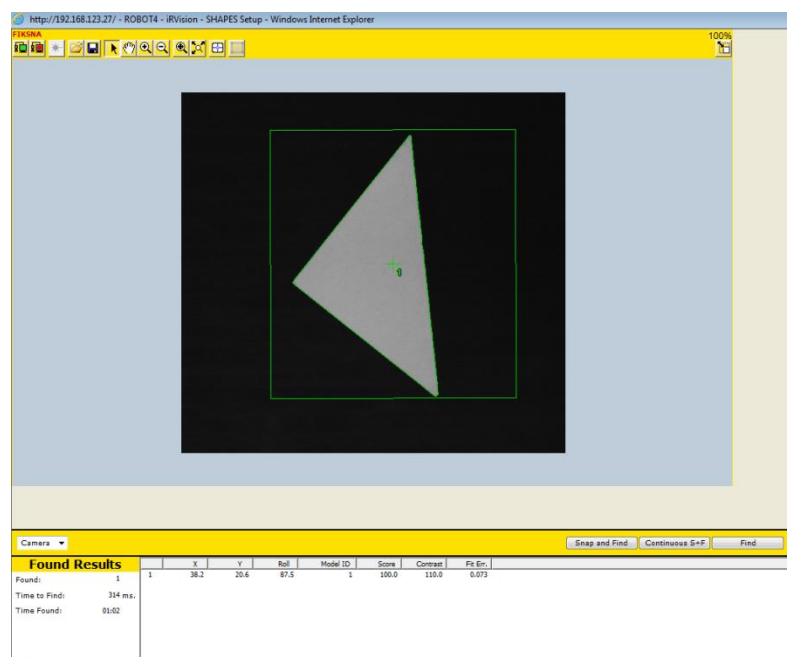 http://192.168.123.27/ - ROBOT4 - iRVision - SHAPES Setup - Windows Internet Explorer
FIKSNA
100%
1
Camera
Snap and Find Continuous S+F Find
Found Results X Y Roll Model ID Score Contrast Fit Err.
Found: 1 1 38.2 20.6 87.5 1 100.0 110.0 0.073
Time to Find: 314 ms.
Time Found: 01:02